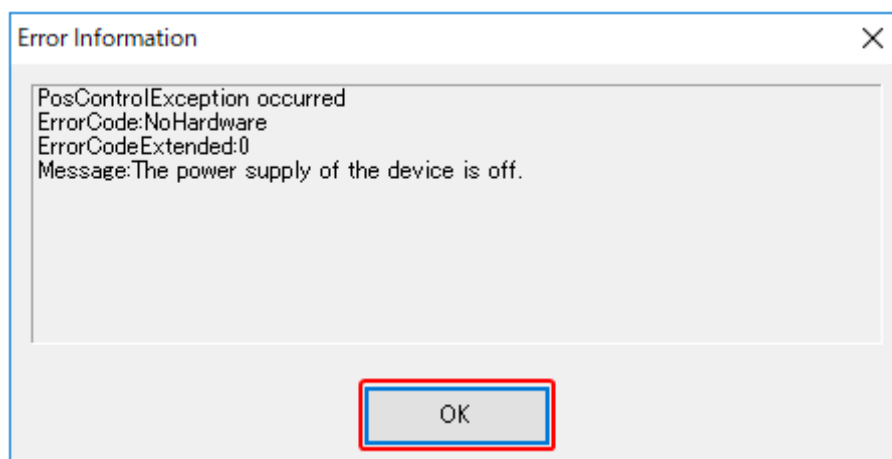 Error Information
PosControlException occurred
ErrorCode:NoHardware
ErrorCodeExtended:0
Message:The power supply of the device is off.
OK